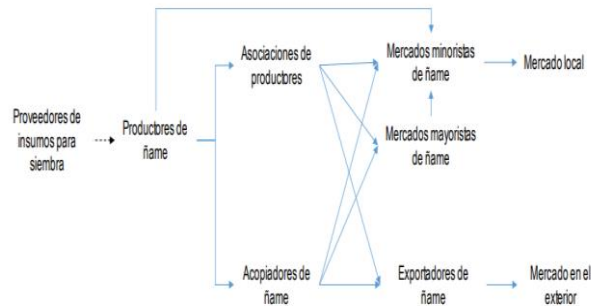 Proveedores de
insumos para
siembra
Productores de
ñame
Asociaciones de
productores
Acopiadores de
ñame
Mercados minoristas
de ñame
Mercados mayoristas
de ñame
Exportadores de
ñame
Mercado local
Mercado en el
exterior